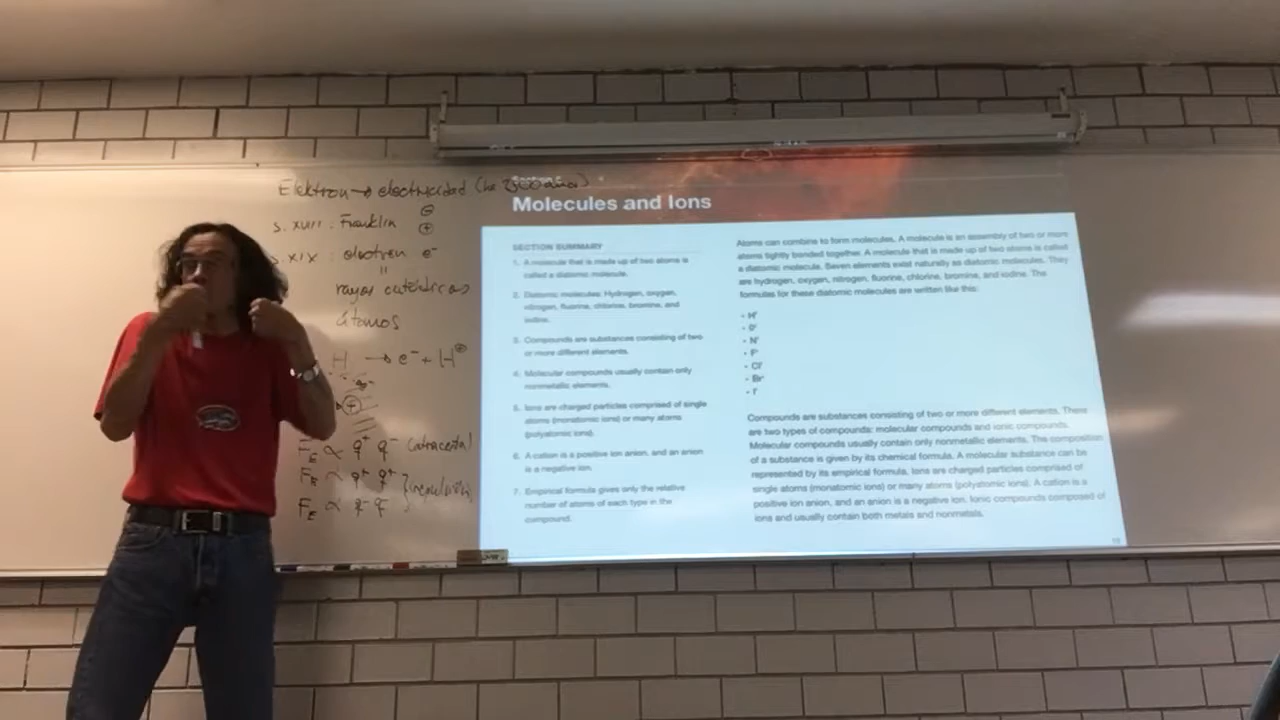 Elektron → electricidad (hace 2500 años)
s. XVIII: Franklin ⊖
⊕
s. XIX: electron e⁻
=
rayos catódicos
átomos
H → e⁻ + H⊕
⊕
F_E ∝ q⁺ q⁻ (atracción)
F_E ∝ q⁺ q⁺
F_E ∝ q⁻ q⁻
Molecules and Ions
SECTION SUMMARY
1. A molecule that is made up of two atoms is
called a diatomic molecule.
2. Diatomic molecules: Hydrogen, oxygen,
nitrogen, fluorine, chlorine, bromine, and
iodine.
3. Compounds are substances consisting of two
or more different elements.
4. Molecular compounds usually contain only
nonmetallic elements.
5. Ions are charged particles comprised of single
atoms (monatomic ions) or many atoms
(polyatomic ions).
6. A cation is a positive ion anion, and an anion
is a negative ion.
7. Empirical formula gives only the relative
number of atoms of each type in the
compound.
Atoms can combine to form molecules. A molecule is an assembly of two or more
atoms tightly bonded together. A molecule that is made up of two atoms is called
a diatomic molecule. Seven elements exist naturally as diatomic molecules. They
are hydrogen, oxygen, nitrogen, fluorine, chlorine, bromine, and iodine. The
formulas for these diatomic molecules are written like this:
• H²
• O²
• N²
• F²
• Cl²
• Br²
• I²
Compounds are substances consisting of two or more different elements. There
are two types of compounds: molecular compounds and ionic compounds.
Molecular compounds usually contain only nonmetallic elements. The composition
of a substance is given by its chemical formula. A molecular substance can be
represented by its empirical formula. Ions are charged particles comprised of
single atoms (monatomic ions) or many atoms (polyatomic ions). A cation is a
positive ion anion, and an anion is a negative ion. Ionic compounds composed of
ions and usually contain both metals and nonmetals.